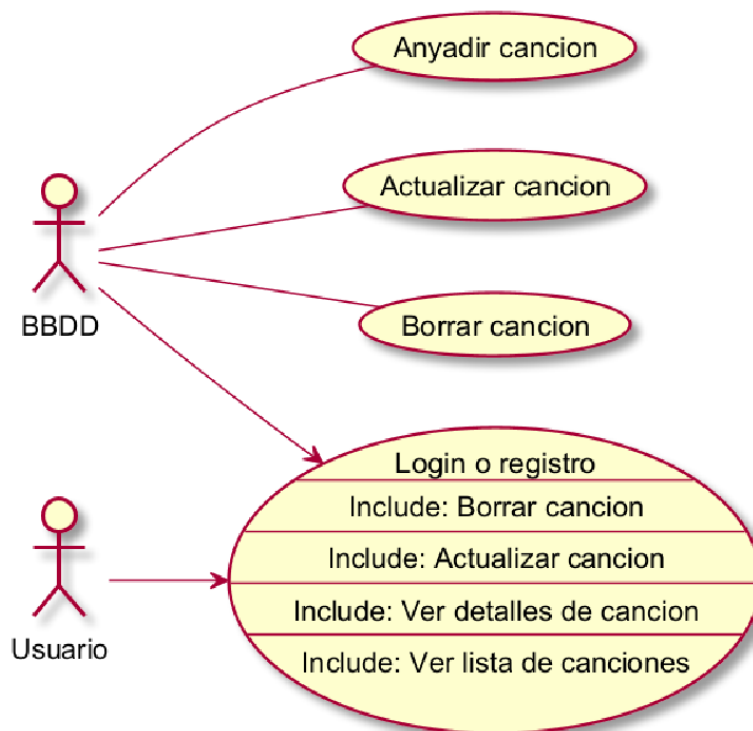 Anyadir cancion
Actualizar cancion
BBDD
Borrar cancion
Login o registro
Include: Borrar cancion
Include: Actualizar cancion
Include: Ver detalles de cancion
Usuario
Include: Ver lista de canciones